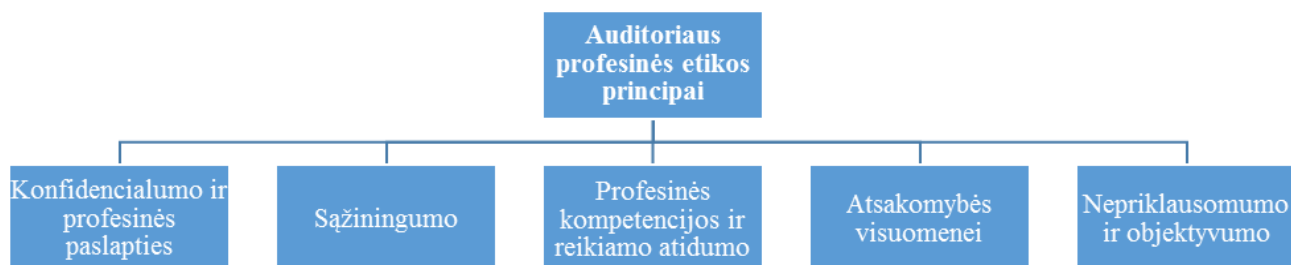 Auditoriaus
profesinės etikos
principai
Konfidencialumo ir
profesinės
paslapties
Sąžiningumo
Profesinės
kompetencijos ir
reikiamo atidumo
Atsakomybės
visuomenei
Nepriklausomumo
ir objektyvumo